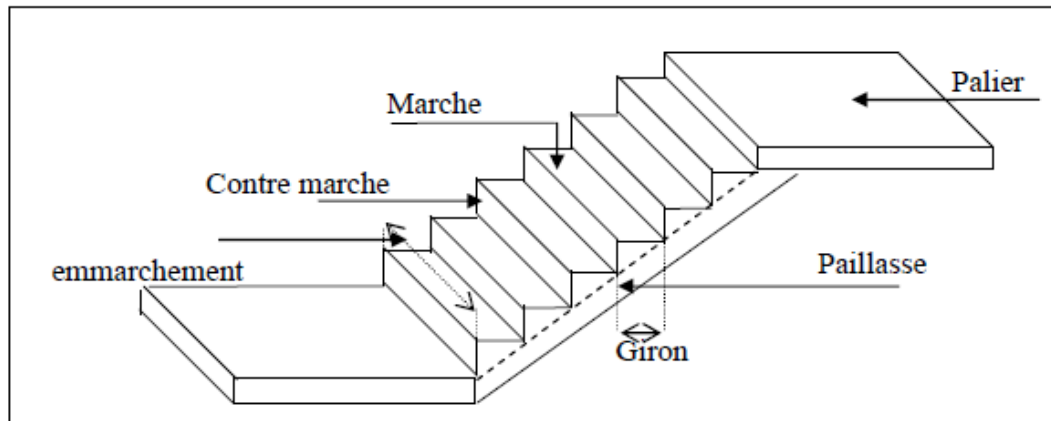 Palier
Marche
Contre marche
emmarchement
Paillasse
Giron